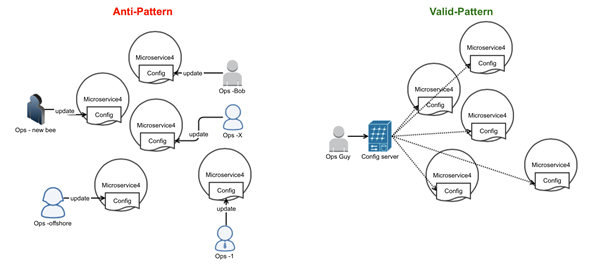 Anti-Pattern
Microservice4
Config
update
Ops -Bob
Microservice4
Config
update
Ops - new bee
Microservice4
Config
update
Ops -X
Microservice4
Config
update
Ops -offshore
Microservice4
Config
update
Ops -1
Valid-Pattern
Microservice4
Config
Microservice4
Config
Microservice4
Config
Ops Guy
Config server
Microservice4
Config
Microservice4
Config